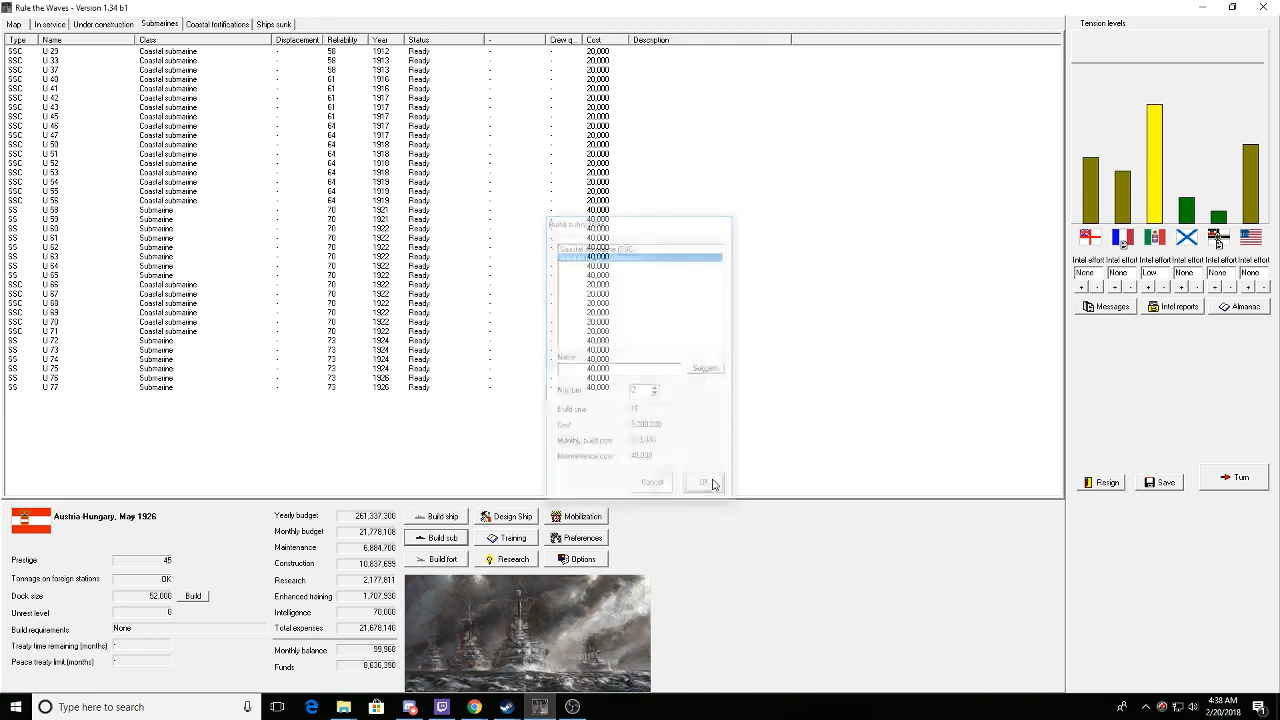 Rule the Waves - Version 1.34 b1
Map In service Under construction Submarines Coastal fortifications Ships sunk
Type Name Class Displacement Reliability Year Status - Crew q... Cost Description
SSC U 29 Coastal submarine - 58 1912 Ready - - 20,000
SSC U 33 Coastal submarine - 58 1913 Ready - - 20,000
SSC U 37 Coastal submarine - 58 1913 Ready - - 20,000
SSC U 40 Coastal submarine - 61 1916 Ready - - 20,000
SSC U 41 Coastal submarine - 61 1916 Ready - - 20,000
SSC U 42 Coastal submarine - 61 1917 Ready - - 20,000
SSC U 43 Coastal submarine - 61 1917 Ready - - 20,000
SSC U 45 Coastal submarine - 61 1917 Ready - - 20,000
SSC U 46 Coastal submarine - 64 1917 Ready - - 20,000
SSC U 47 Coastal submarine - 64 1917 Ready - - 20,000
SSC U 50 Coastal submarine - 64 1918 Ready - - 20,000
SSC U 51 Coastal submarine - 64 1918 Ready - - 20,000
SSC U 52 Coastal submarine - 64 1918 Ready - - 20,000
SSC U 53 Coastal submarine - 64 1918 Ready - - 20,000
SSC U 54 Coastal submarine - 64 1919 Ready - - 20,000
SSC U 55 Coastal submarine - 64 1919 Ready - - 20,000
SSC U 56 Coastal submarine - 64 1919 Ready - - 20,000
SS U 58 Submarine - 70 1921 Ready - - 40,000
SS U 59 Submarine - 70 1921 Ready - 40,000
SS U 60 Submarine - 70 1922 Ready - 40,000
SS U 61 Submarine - 70 1922 Ready - 40,000
SS U 62 Submarine - 70 1922 Ready - 40,000
SS U 63 Submarine - 70 1922 Ready - 40,000
SS U 64 Submarine - 70 1922 Ready - 40,000
SS U 65 Submarine - 70 1922 Ready - 40,000
SSC U 66 Coastal submarine - 70 1922 Ready - 20,000
SSC U 67 Coastal submarine - 70 1922 Ready - 20,000
SSC U 68 Coastal submarine - 70 1922 Ready - 20,000
SSC U 69 Coastal submarine - 70 1922 Ready - 20,000
SSC U 70 Coastal submarine - 70 1922 Ready - 20,000
SSC U 71 Coastal submarine - 70 1922 Ready - 20,000
SS U 72 Submarine - 73 1924 Ready - 40,000
SS U 73 Submarine - 73 1924 Ready - 40,000
SS U 74 Submarine - 73 1924 Ready - 40,000
SS U 75 Submarine - 73 1924 Ready - 40,000
SS U 76 Submarine - 73 1926 Ready - 40,000
SS U 77 Submarine - 73 1926 Ready - 40,000
Coastal submarine (SSC)
Name
Suggest
Number 2
Build time
Cost
Monthly build cost
Maintenance cost 40,000
Cancel OK
Tension levels
Intel effort Intel effort Intel effort Intel effort Intel effort Intel effort
None None Low None None None
+ - + - + - + - + - + -
Messages Intel reports Almanac
Resign Save Turn
Austria-Hungary, May 1926
Prestige 45
Tonnage on foreign stations OK
Dock size 52,000 Build
Unrest level 0
Build requirements None
Treaty time remaining (months) -
Peace treaty limit (months) -
Yearly budget 261,337,300
Monthly budget 21,778,108
Maintenance 6,884,700
Construction 10,837,699
Research 2,177,811
Enhanced training 1,707,930
Intelligence 70,000
Total expenses 21,678,140
Monthly balance 99,968
Funds 8,636,390
Build ship Design Ship Mobilization
Build sub Training Preferences
Build fort Research Options
Type here to search
4:38 AM
2/20/2018